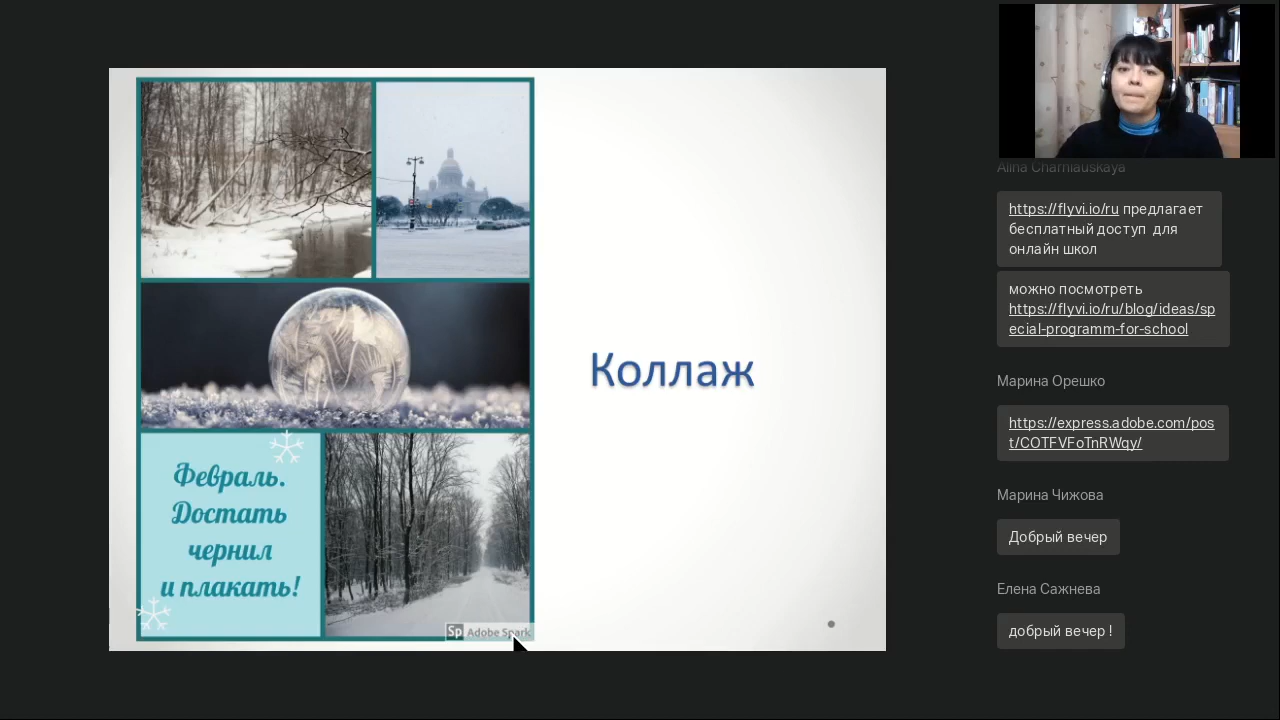 Коллаж
Февраль.
Достать
чернил
и плакать!
Sp Adobe Spark
Alina Charniauskaya
https://flyvi.io/ru предлагает
бесплатный доступ для
онлайн школ
можно посмотреть
https://flyvi.io/ru/blog/ideas/sp
ecial-programm-for-school
Марина Орешко
https://express.adobe.com/pos
t/COTFVFoTnRWqy/
Марина Чижова
Добрый вечер
Елена Сажнева
добрый вечер !